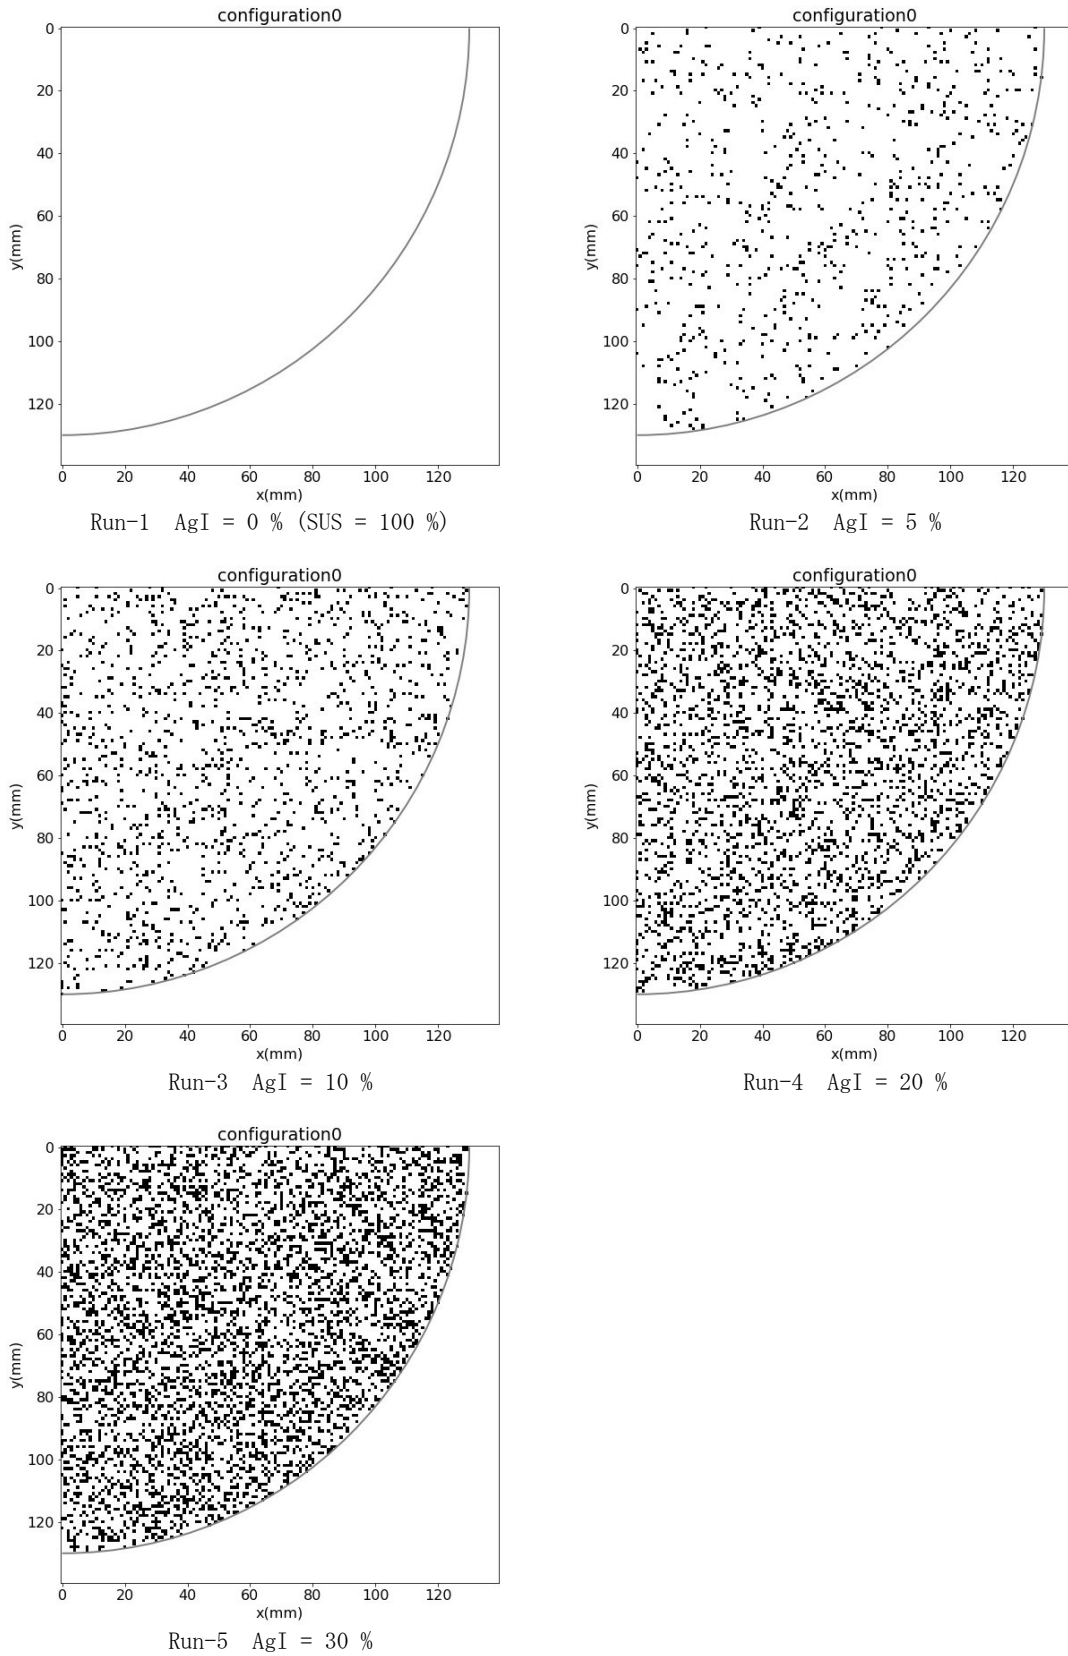 configuration0
0
20
40
60
80
100
120
y(mm)
0 20 40 60 80 100 120
x(mm)
Run-1 AgI = 0 % (SUS = 100 %)
configuration0
0
20
40
60
80
100
120
y(mm)
0 20 40 60 80 100 120
x(mm)
Run-2 AgI = 5 %
configuration0
0
20
40
60
80
100
120
y(mm)
0 20 40 60 80 100 120
x(mm)
Run-3 AgI = 10 %
configuration0
0
20
40
60
80
100
120
y(mm)
0 20 40 60 80 100 120
x(mm)
Run-4 AgI = 20 %
configuration0
0
20
40
60
80
100
120
y(mm)
0 20 40 60 80 100 120
x(mm)
Run-5 AgI = 30 %